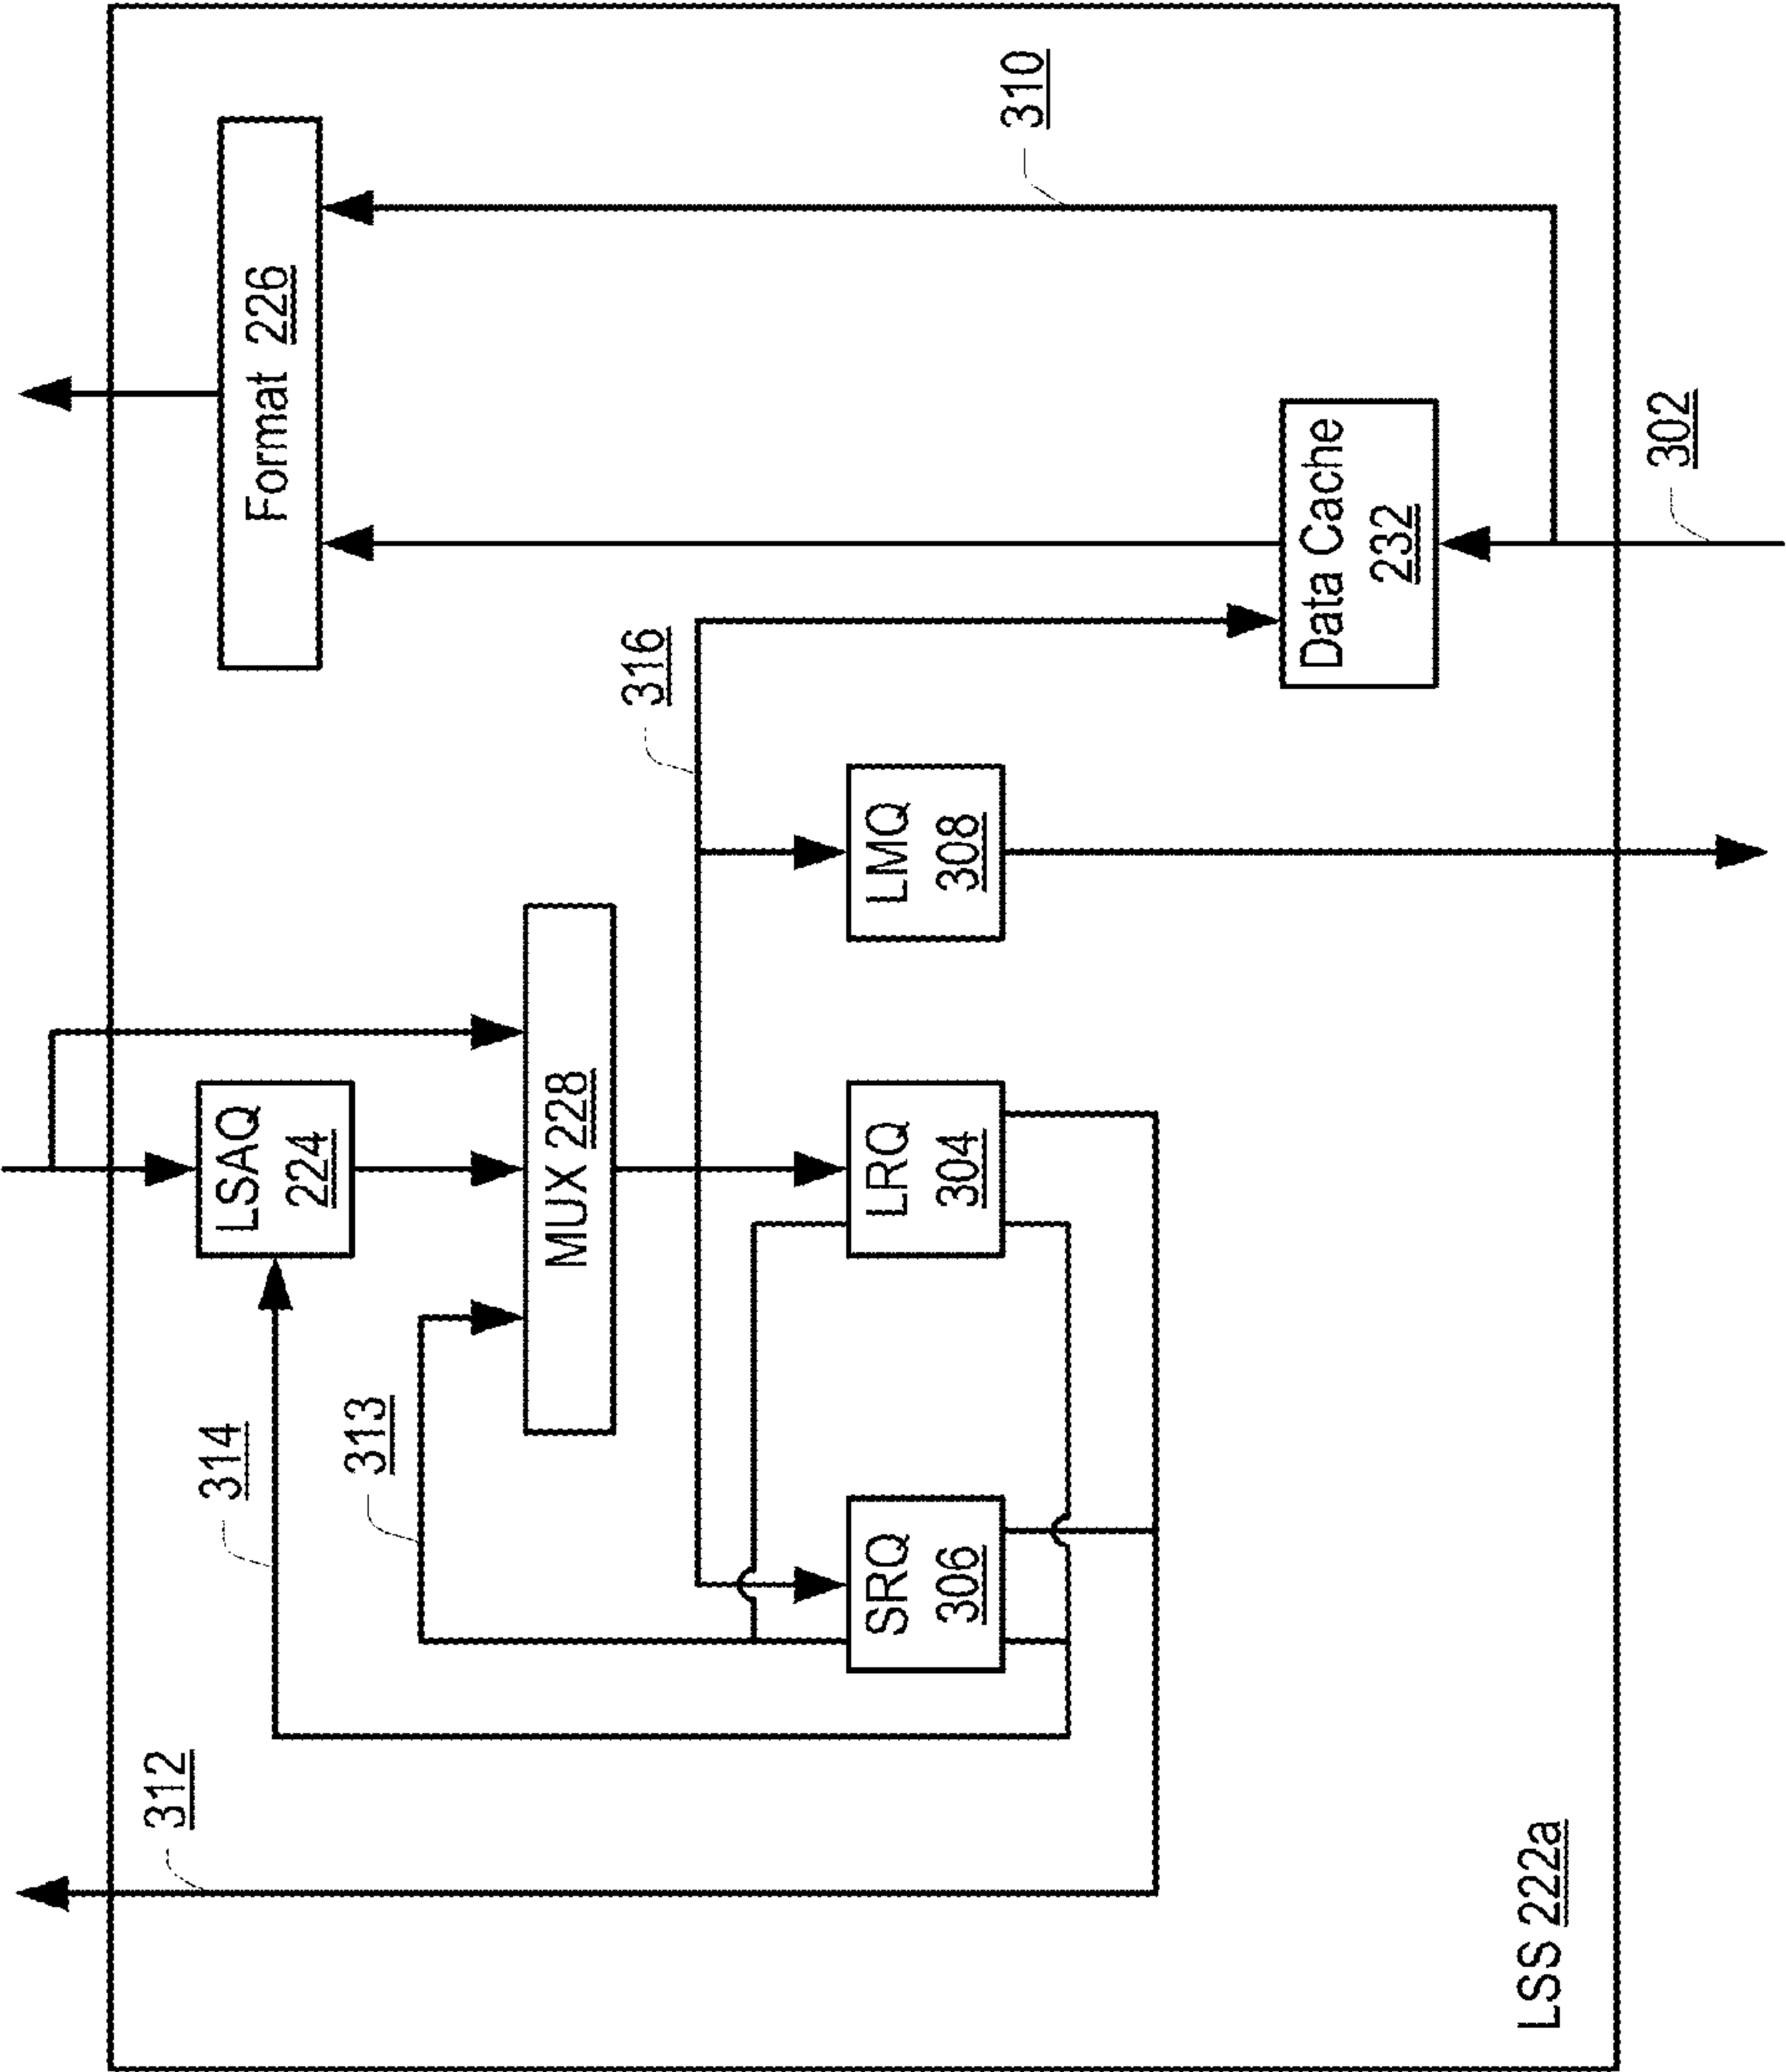 312
314
313
LSAQ
224
MUX 228
316
Format 226
310
SRQ
306
LRQ
304
LMQ
308
Data Cache
232
302
LSS 222a